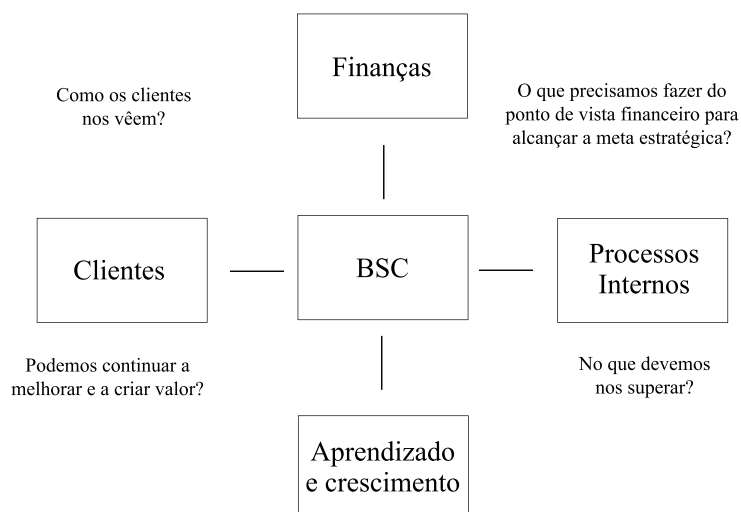 Finanças
Como os clientes
nos vêem?
O que precisamos fazer do
ponto de vista financeiro para
alcançar a meta estratégica?
Clientes
BSC
Processos
Internos
Podemos continuar a
melhorar e a criar valor?
No que devemos
nos superar?
Aprendizado
e crescimento